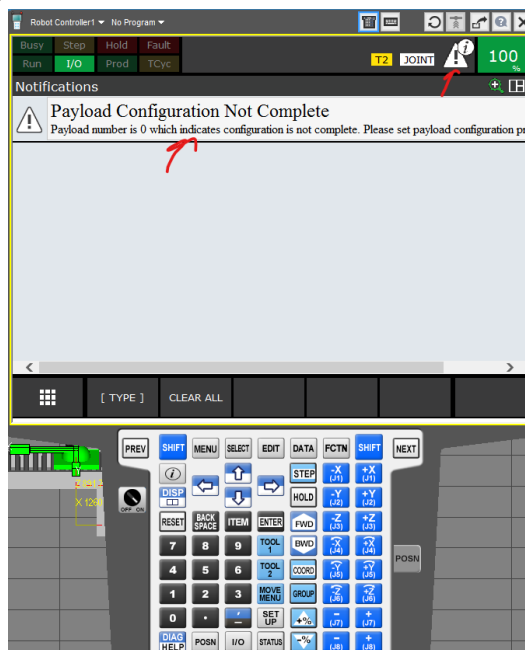 Robot Controller1 No Program
Busy Step Hold Fault
Run I/O Prod TCyc
T2 JOINT 100 %
Notifications
Payload Configuration Not Complete
Payload number is 0 which indicates configuration is not complete. Please set payload configuration pr
[ TYPE ] CLEAR ALL
PREV SHIFT MENU SELECT EDIT DATA FCTN SHIFT NEXT
i STEP -X (J1) +X (J1)
DISP HOLD -Y (J2) +Y (J2)
OFF ON
X 1260
RESET BACK SPACE ITEM ENTER FWD -Z (J3) +Z (J3)
7 8 9 TOOL 1 BWD -X (J4) +X (J4)
POSN
4 5 6 TOOL 2 COORD -Y (J5) +Y (J5)
1 2 3 MOVE MENU GROUP -Z (J6) +Z (J6)
0 . - SET UP +% - (J7) + (J7)
DIAG HELP POSN I/O STATUS -% - (J8) + (J8)